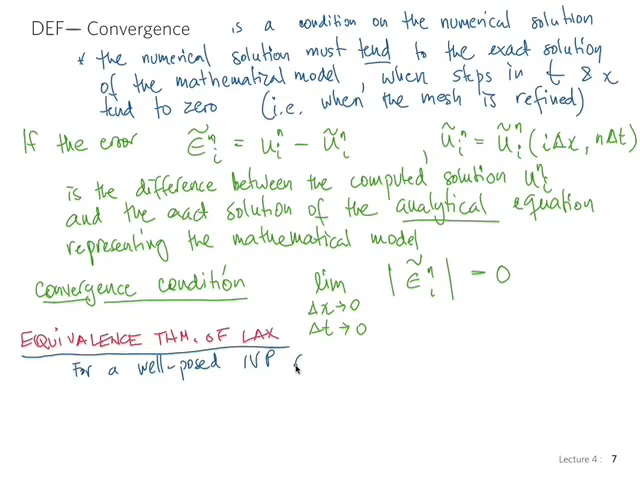 DEF— Convergence is a condition on the numerical solution
* the numerical solution must tend to the exact solution
of the mathematical model, when steps in t & x
tend to zero (i.e. when the mesh is refined)
If the error ε̃ᵢⁿ = uᵢⁿ − ũᵢⁿ , ũᵢⁿ = ũᵢⁿ (iΔx, nΔt)
is the difference between the computed solution uᵢⁿ
and the exact solution of the analytical equation
representing the mathematical model
Convergence condition lim | ε̃ᵢⁿ | = 0
Δx → 0
Δt → 0
EQUIVALENCE THM. OF LAX
For a well-posed IVP (
Lecture 4 : 7